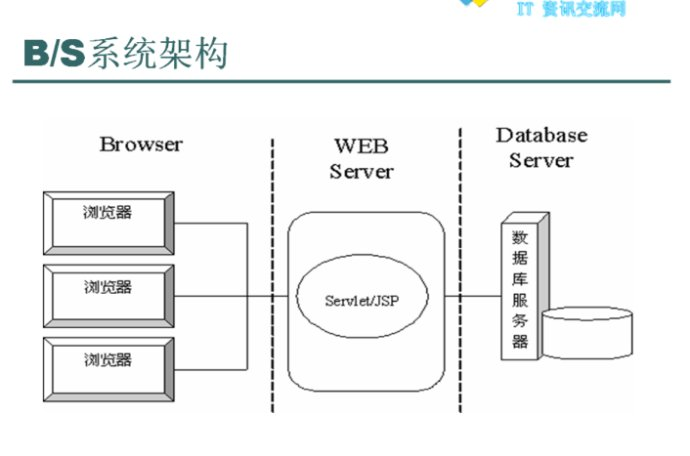 IT 资讯交流网
B/S系统架构
Browser
WEB
Server
Database
Server
浏览器
浏览器
浏览器
Servlet/JSP
数
据
库
服
务
器